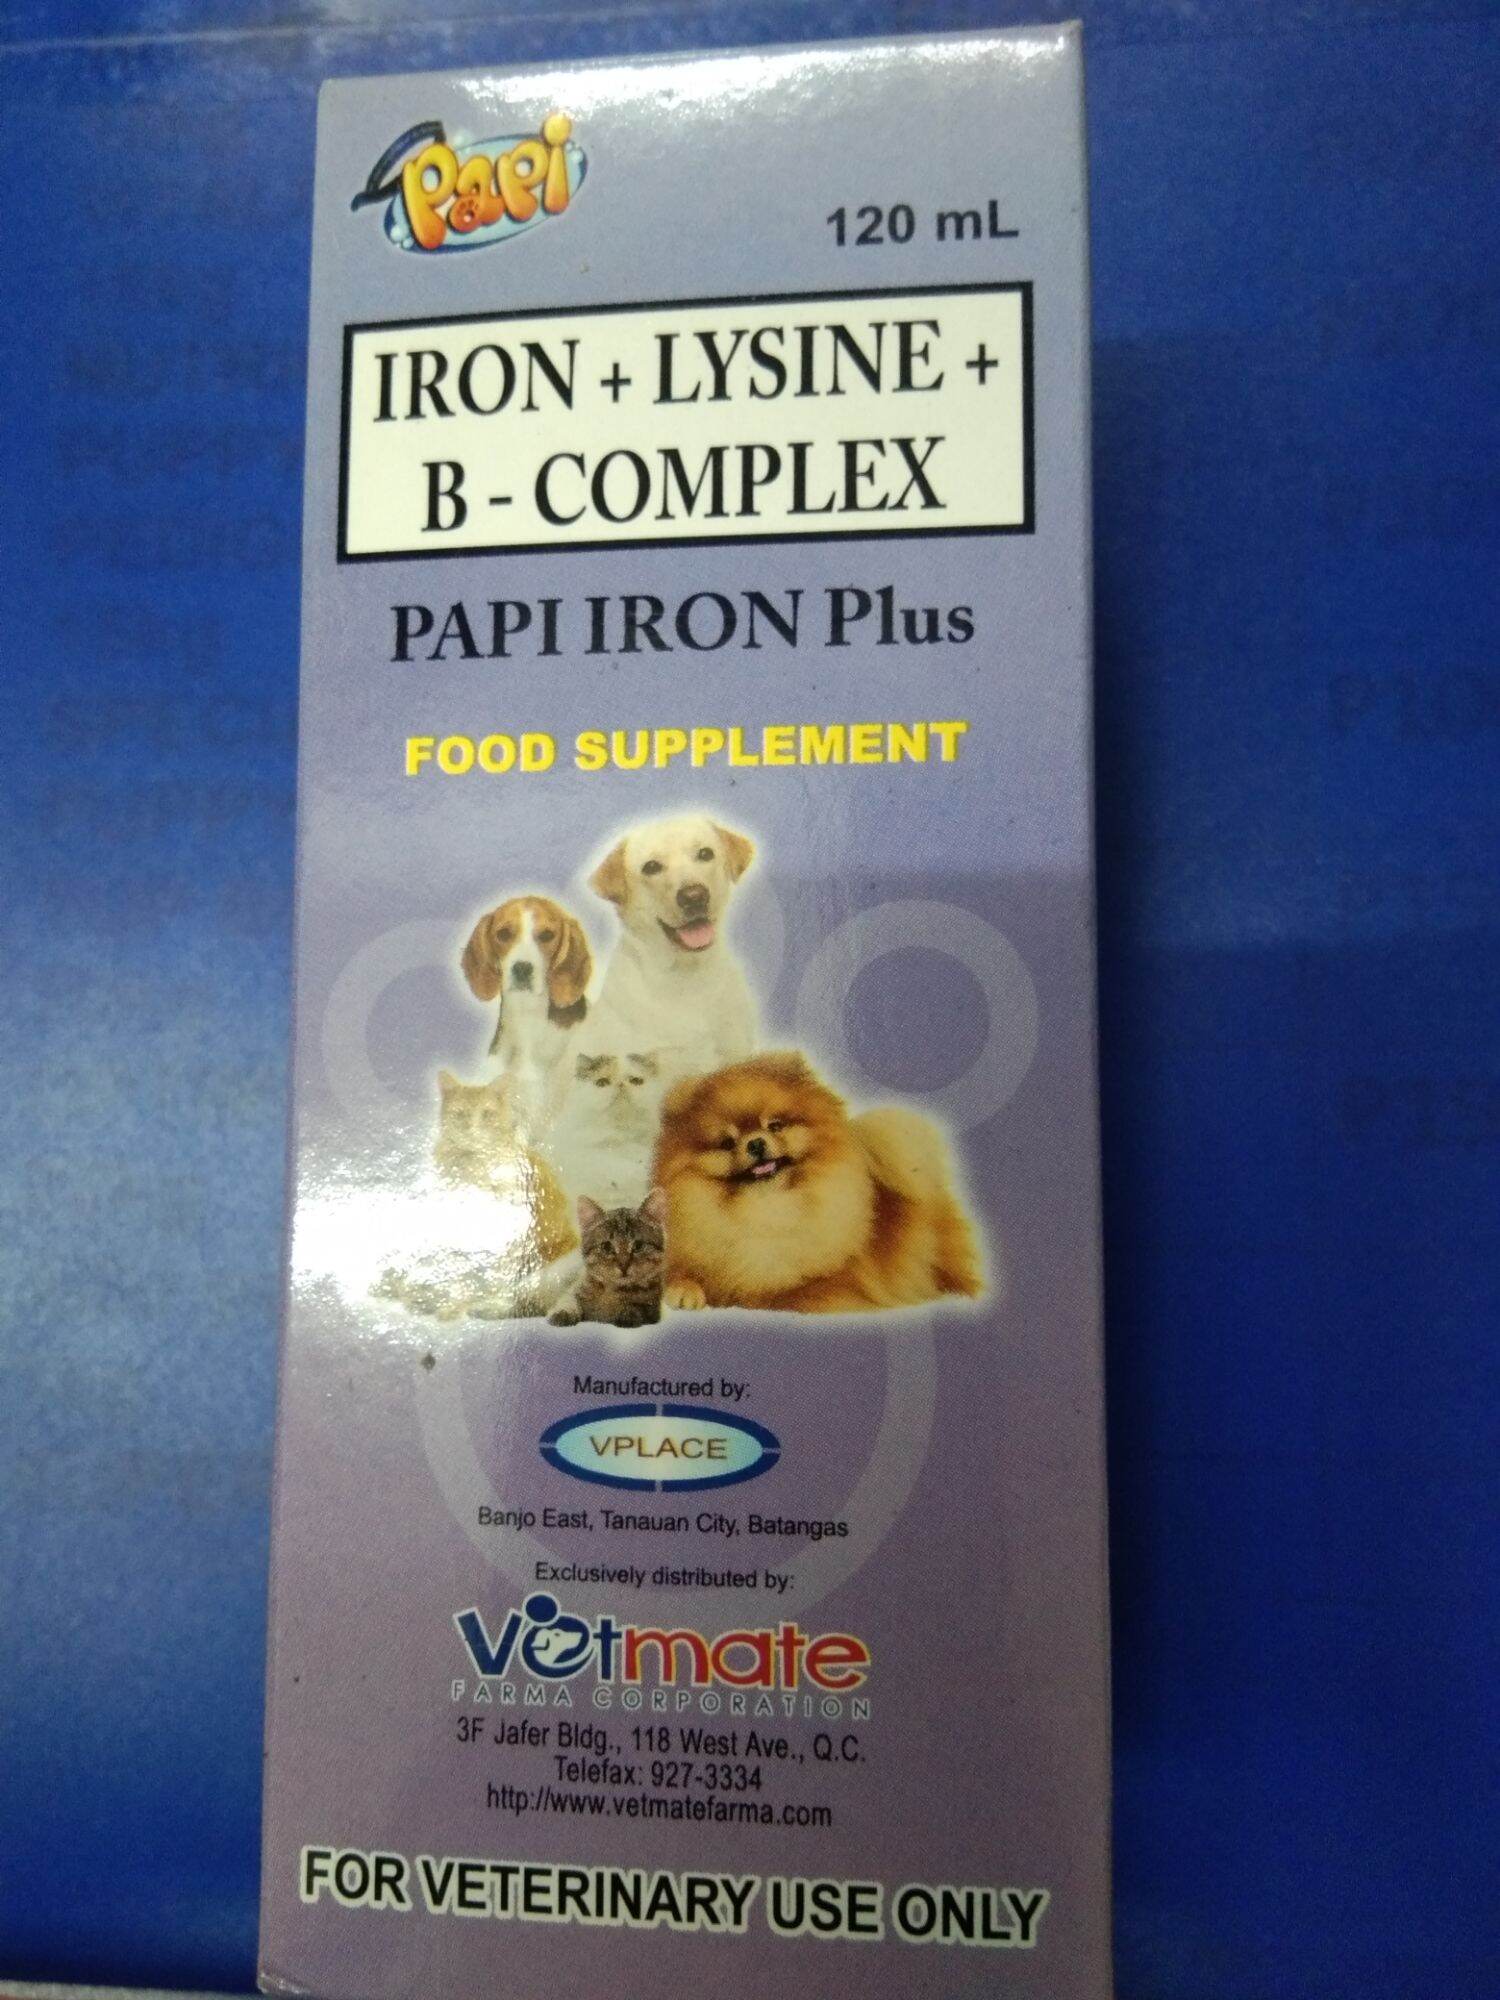 Papi
120 mL
IRON + LYSINE +
B - COMPLEX
PAPI IRON Plus
FOOD SUPPLEMENT
Manufactured by:
VPLACE
Banjo East, Tanauan City, Batangas
Exclusively distributed by:
Vetmate
FARMA CORPORATION
3F Jafer Bldg., 118 West Ave., Q.C.
Telefax: 927-3334
http://www.vetmatefarma.com
FOR VETERINARY USE ONLY